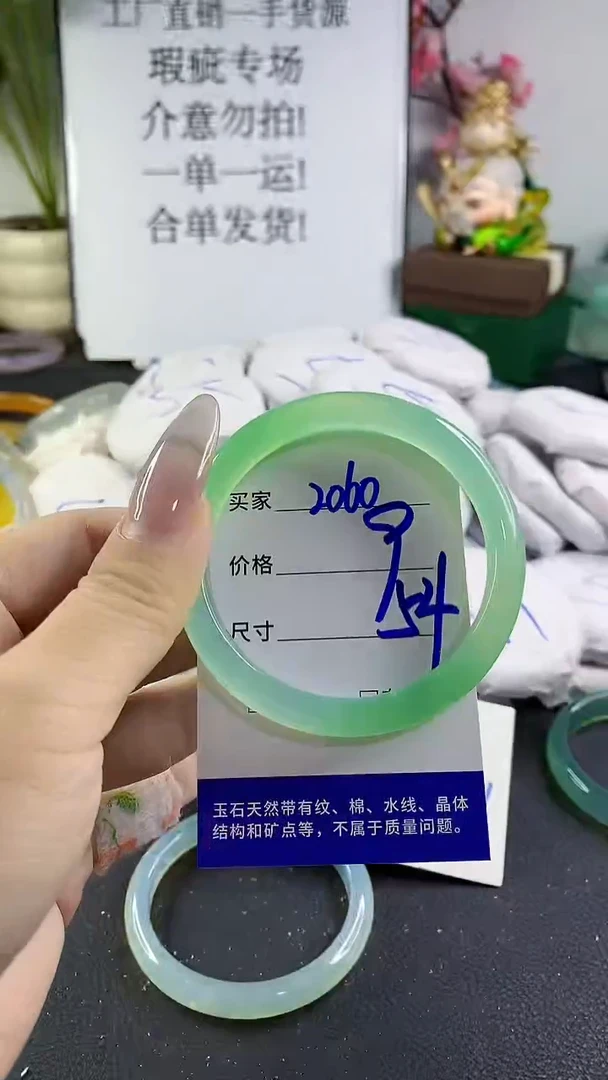 工厂直销一手货源
瑕疵专场
介意勿拍!
一单一运!
合单发货!
买家 2060
价格
尺寸 54
玉石天然带有纹、棉、水线、晶体
结构和矿点等，不属于质量问题。